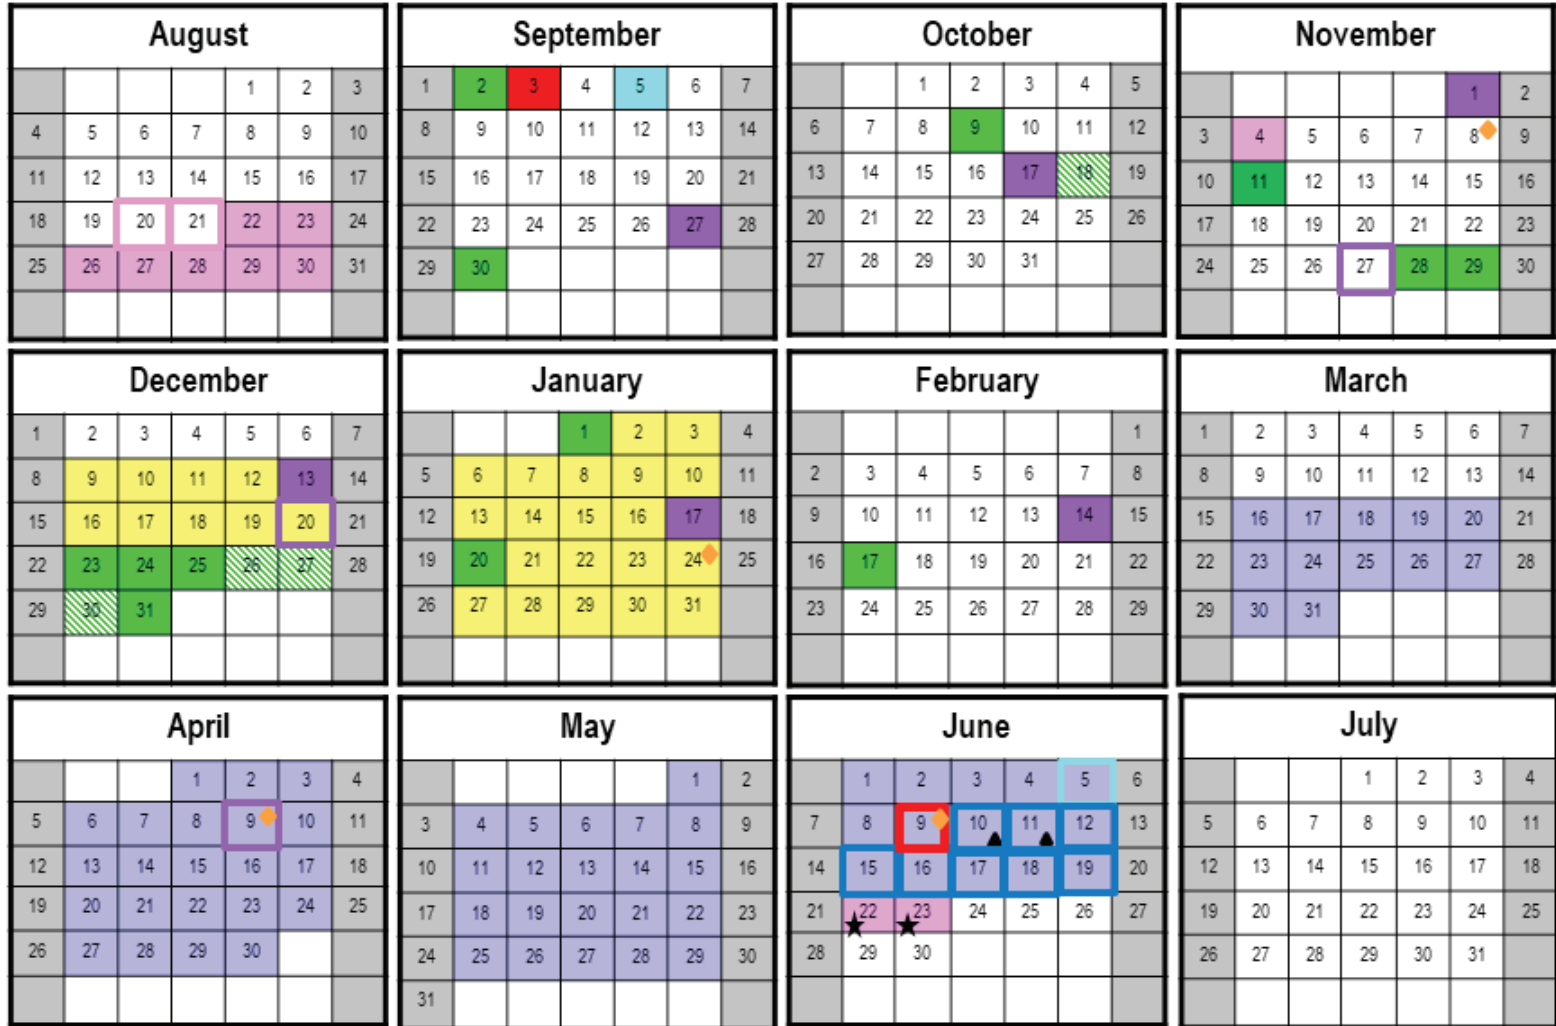 August
1 2 3
4 5 6 7 8 9 10
11 12 13 14 15 16 17
18 19 20 21 22 23 24
25 26 27 28 29 30 31
September
1 2 3 4 5 6 7
8 9 10 11 12 13 14
15 16 17 18 19 20 21
22 23 24 25 26 27 28
29 30
October
1 2 3 4 5
6 7 8 9 10 11 12
13 14 15 16 17 18 19
20 21 22 23 24 25 26
27 28 29 30 31
November
1 2
3 4 5 6 7 8 9
10 11 12 13 14 15 16
17 18 19 20 21 22 23
24 25 26 27 28 29 30
December
1 2 3 4 5 6 7
8 9 10 11 12 13 14
15 16 17 18 19 20 21
22 23 24 25 26 27 28
29 30 31
January
1 2 3 4
5 6 7 8 9 10 11
12 13 14 15 16 17 18
19 20 21 22 23 24 25
26 27 28 29 30 31
February
1
2 3 4 5 6 7 8
9 10 11 12 13 14 15
16 17 18 19 20 21 22
23 24 25 26 27 28 29
March
1 2 3 4 5 6 7
8 9 10 11 12 13 14
15 16 17 18 19 20 21
22 23 24 25 26 27 28
29 30 31
April
1 2 3 4
5 6 7 8 9 10 11
12 13 14 15 16 17 18
19 20 21 22 23 24 25
26 27 28 29 30
May
1 2
3 4 5 6 7 8 9
10 11 12 13 14 15 16
17 18 19 20 21 22 23
24 25 26 27 28 29 30
31
June
1 2 3 4 5 6
7 8 9 10 11 12 13
14 15 16 17 18 19 20
21 22 23 24 25 26 27
28 29 30
July
1 2 3 4
5 6 7 8 9 10 11
12 13 14 15 16 17 18
19 20 21 22 23 24 25
26 27 28 29 30 31